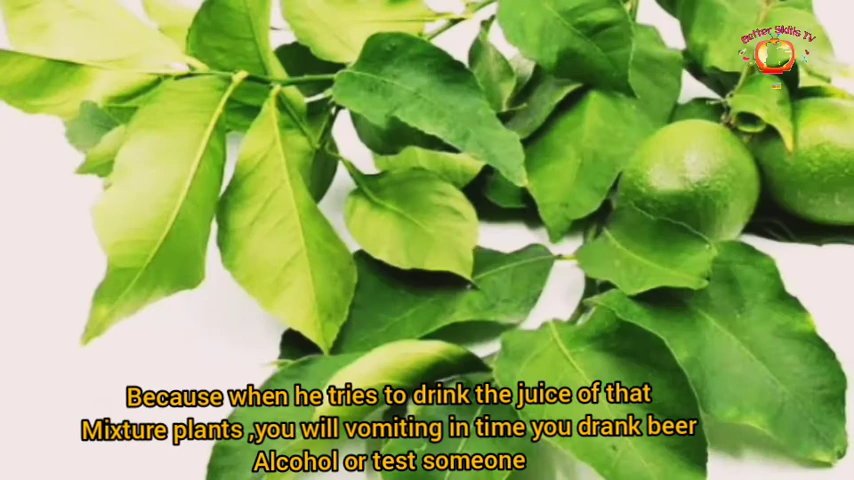 Better Skills TV
Because when he tries to drink the juice of that
Mixture plants ,you will vomiting in time you drank beer
Alcohol or test someone